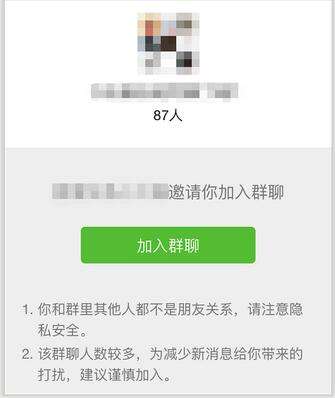 87人
邀请你加入群聊
加入群聊
1. 你和群里其他人都不是朋友关系，请注意隐
私安全。
2. 该群聊人数较多，为减少新消息给你带来的
打扰，建议谨慎加入。